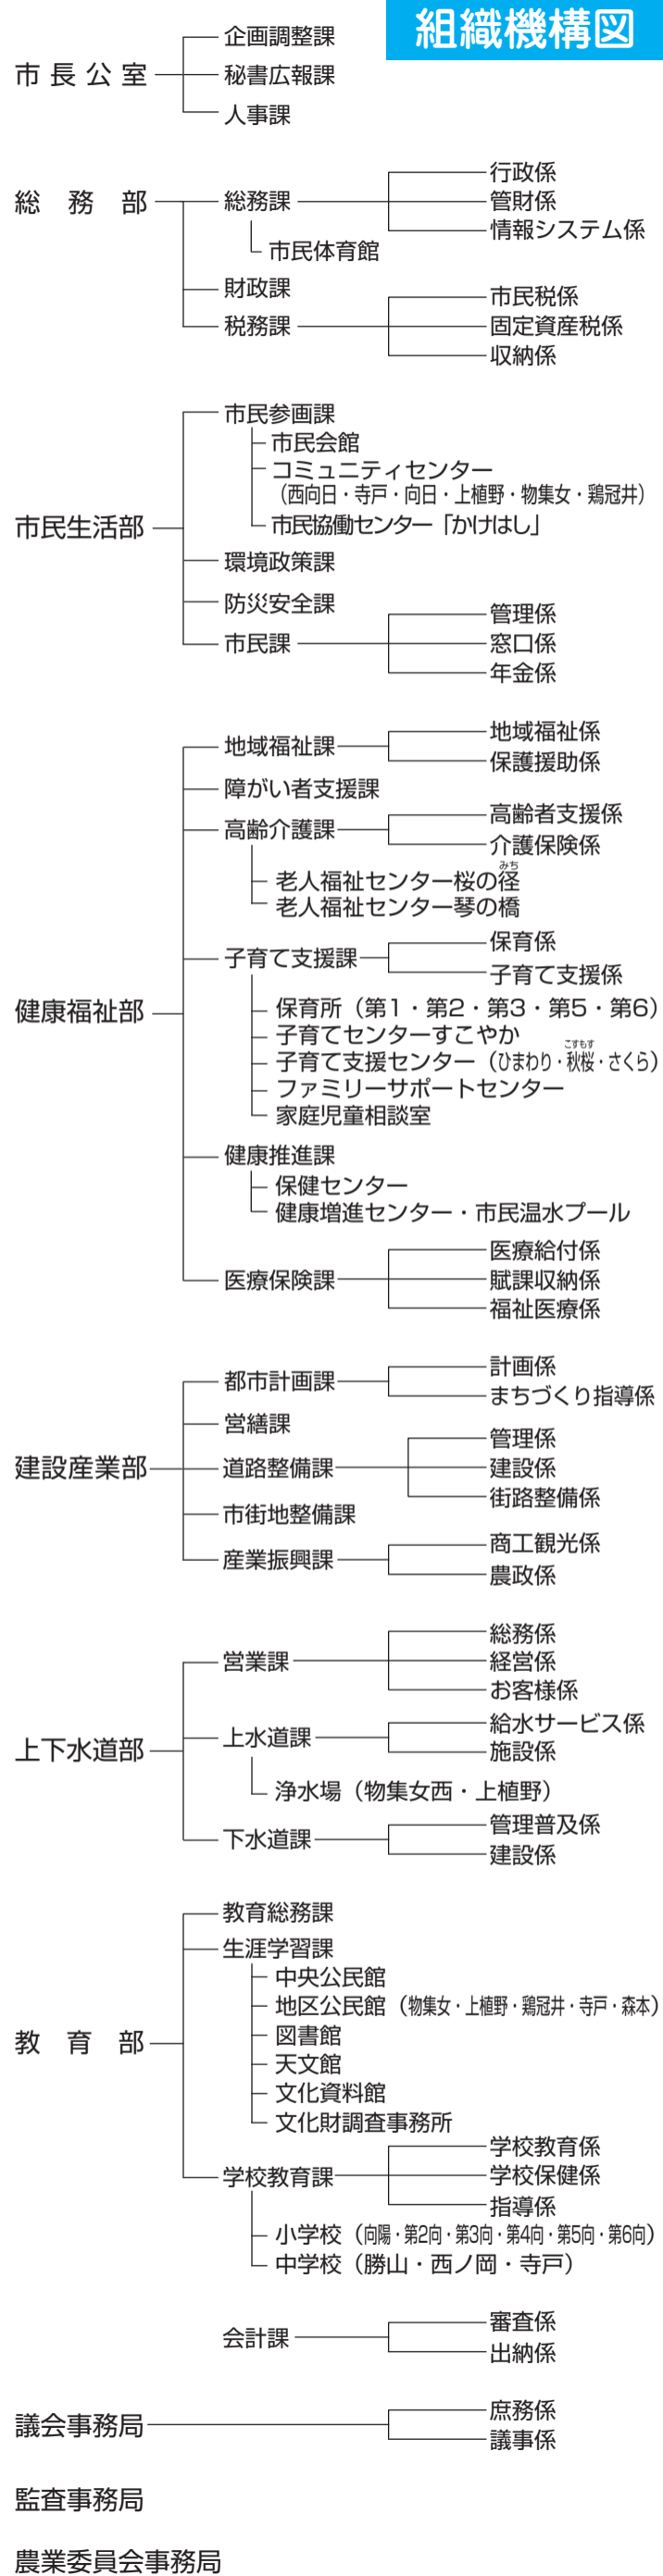 組織機構図
市長公室
企画調整課
秘書広報課
人事課
総務部
総務課
行政係
管財係
情報システム係
市民体育館
財政課
税務課
市民税係
固定資産税係
収納係
市民生活部
市民参画課
市民会館
コミュニティセンター
（西向日・寺戸・向日・上植野・物集女・鶏冠井）
市民協働センター「かけはし」
環境政策課
防災安全課
市民課
管理係
窓口係
年金係
健康福祉部
地域福祉課
地域福祉係
保護援助係
障がい者支援課
高齢介護課
高齢者支援係
介護保険係
みち
老人福祉センター桜の径
老人福祉センター琴の橋
子育て支援課
保育係
子育て支援係
保育所（第1・第2・第3・第5・第6）
子育てセンターすこやか
こすもす
子育て支援センター（ひまわり・秋桜・さくら）
ファミリーサポートセンター
家庭児童相談室
健康推進課
保健センター
健康増進センター・市民温水プール
医療保険課
医療給付係
賦課収納係
福祉医療係
建設産業部
都市計画課
計画係
まちづくり指導係
営繕課
道路整備課
管理係
建設係
街路整備係
市街地整備課
産業振興課
商工観光係
農政係
上下水道部
営業課
総務係
経営係
お客様係
上水道課
給水サービス係
施設係
浄水場（物集女西・上植野）
下水道課
管理普及係
建設係
教育部
教育総務課
生涯学習課
中央公民館
地区公民館（物集女・上植野・鶏冠井・寺戸・森本）
図書館
天文館
文化資料館
文化財調査事務所
学校教育課
学校教育係
学校保健係
指導係
小学校（向陽・第2向・第3向・第4向・第5向・第6向）
中学校（勝山・西ノ岡・寺戸）
会計課
審査係
出納係
議会事務局
庶務係
議事係
監査事務局
農業委員会事務局